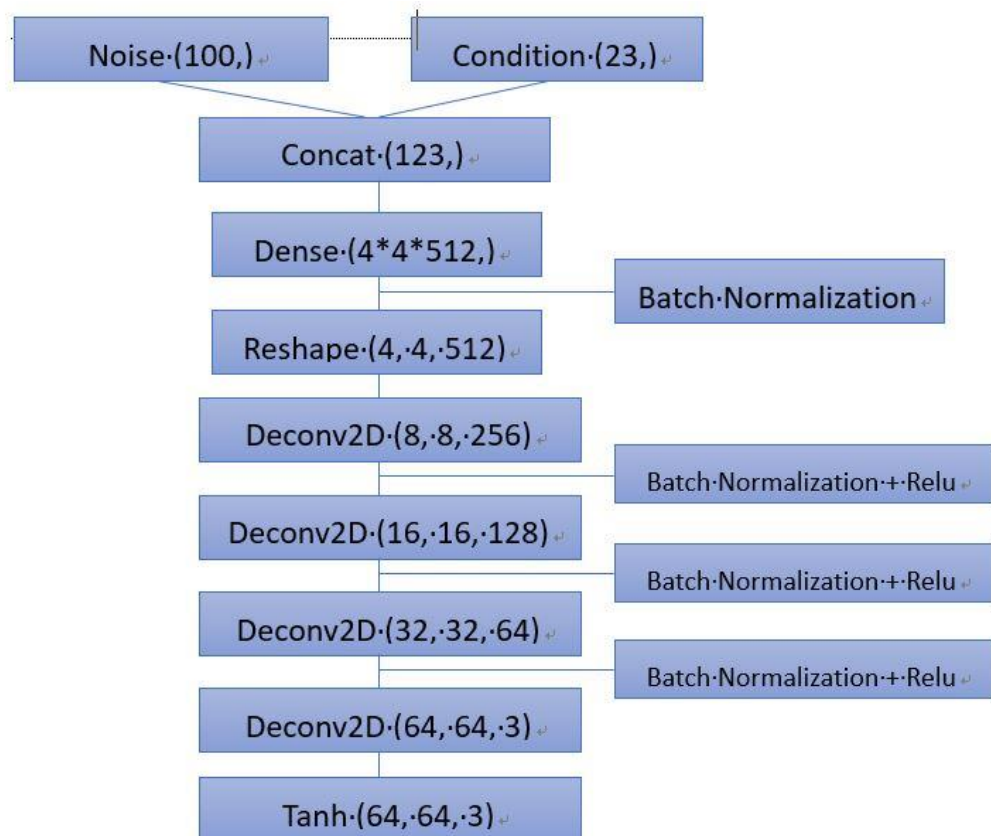 Noise·(100,)↵
Condition·(23,)↵
Concat·(123,)↵
Dense·(4*4*512,)↵
Batch·Normalization↵
Reshape·(4,·4,·512)↵
Deconv2D·(8,·8,·256)↵
Batch·Normalization·+·Relu↵
Deconv2D·(16,·16,·128)↵
Batch·Normalization·+·Relu↵
Deconv2D·(32,·32,·64)↵
Batch·Normalization·+·Relu↵
Deconv2D·(64,·64,·3)↵
Tanh·(64,·64,·3)↵